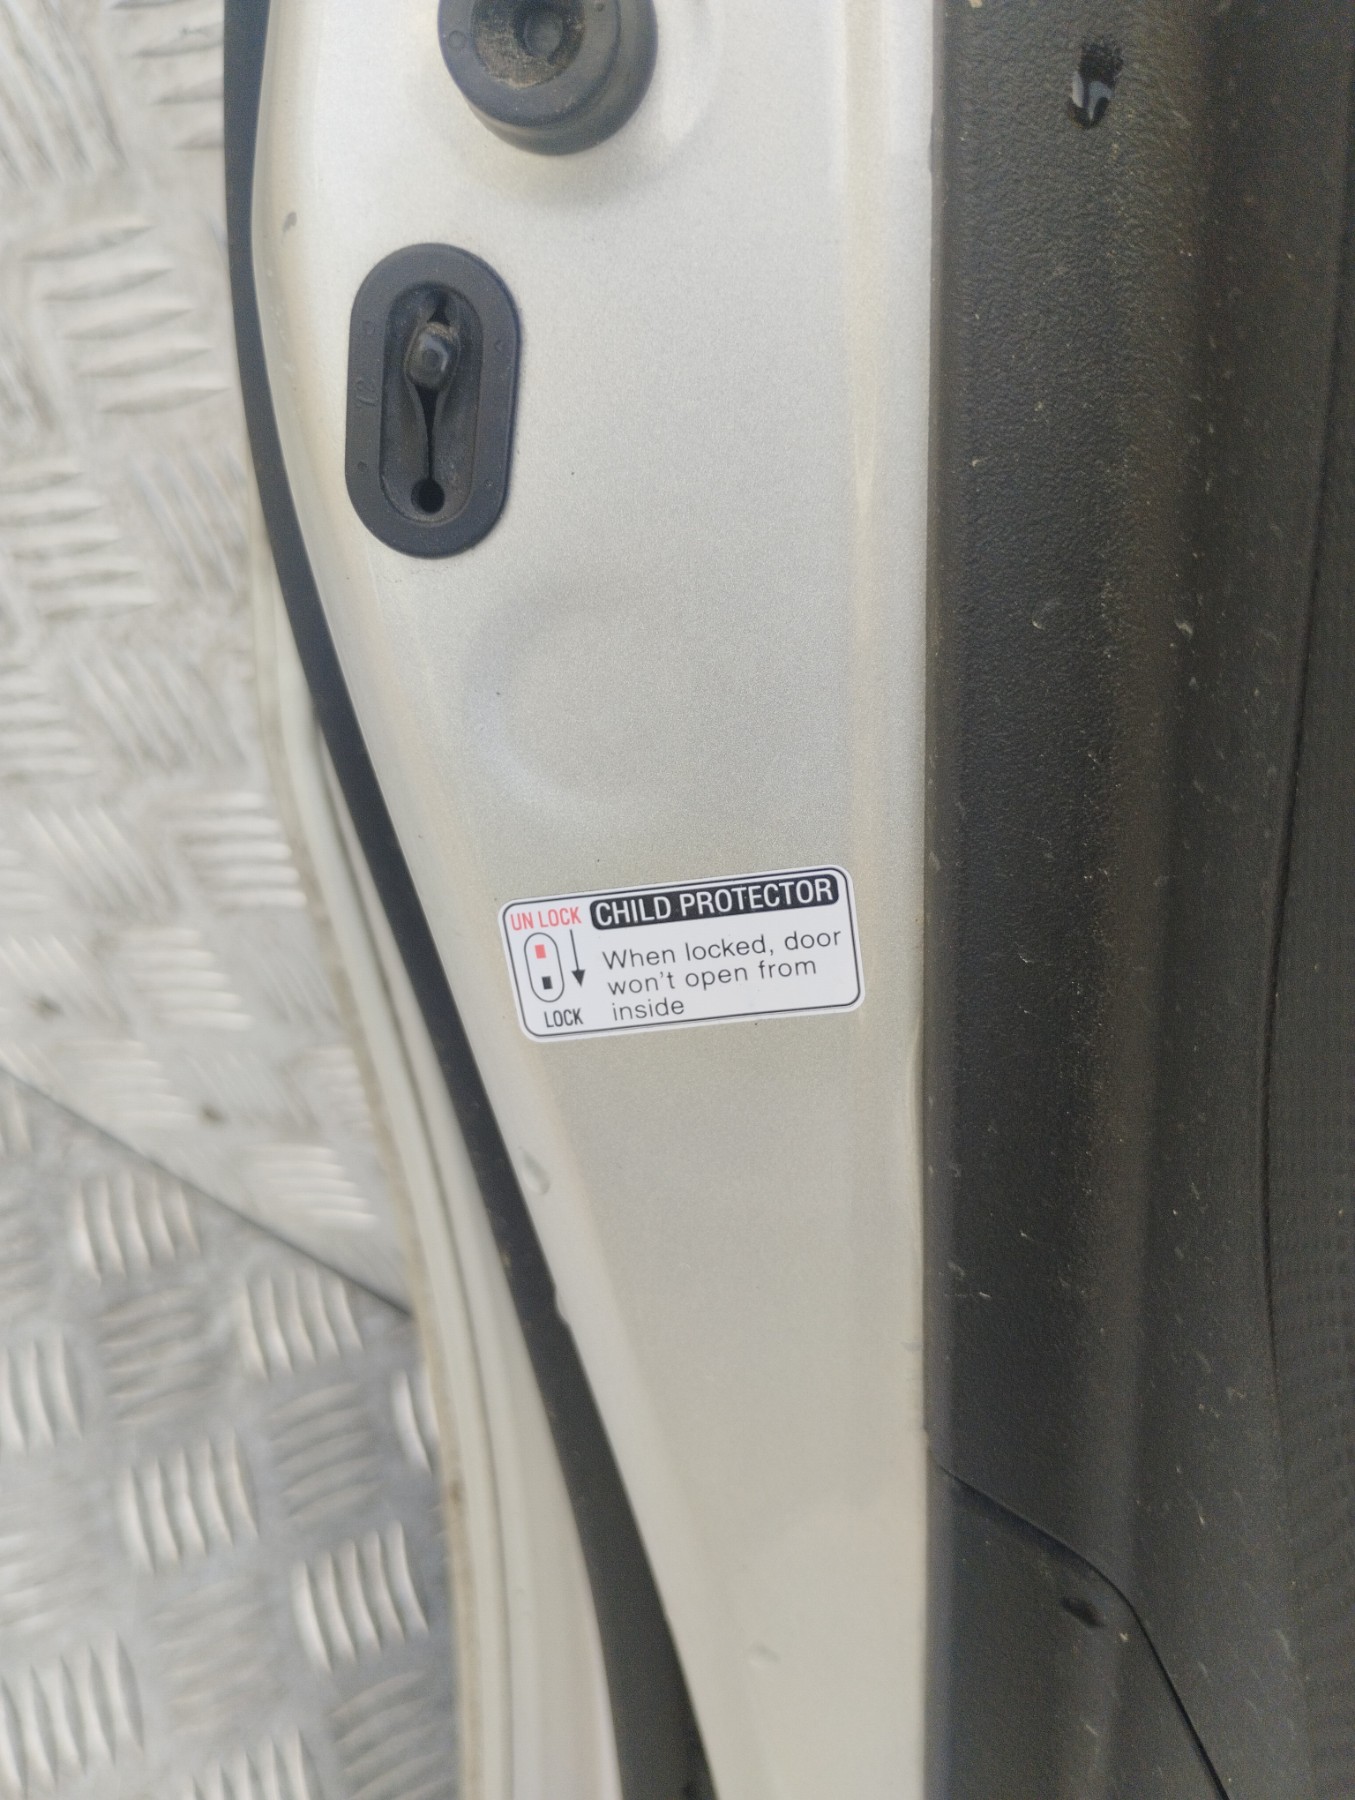 UN LOCK CHILD PROTECTOR
When locked, door
won't open from
LOCK inside